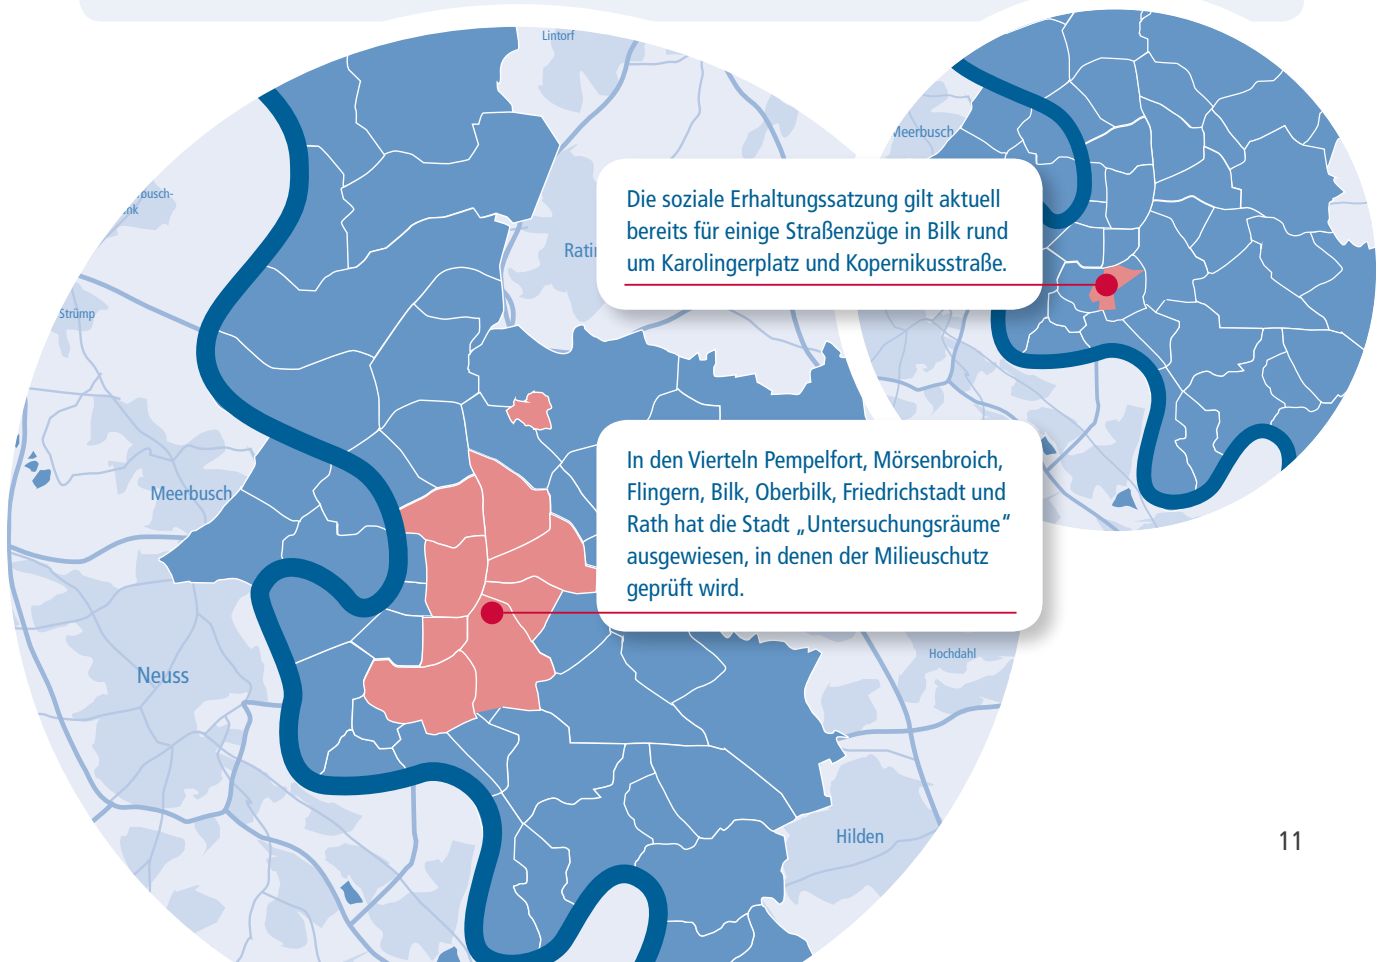 Lintorf
Meerbusch
Die soziale Erhaltungssatzung gilt aktuell
bereits für einige Straßenzüge in Bilk rund
um Karolingerplatz und Kopernikusstraße.
Strümp
In den Vierteln Pempelfort, Mörsenbroich,
Flingern, Bilk, Oberbilk, Friedrichstadt und
Rath hat die Stadt „Untersuchungsräume“
ausgewiesen, in denen der Milieuschutz
geprüft wird.
Meerbusch
Hochdahl
Neuss
Hilden
11